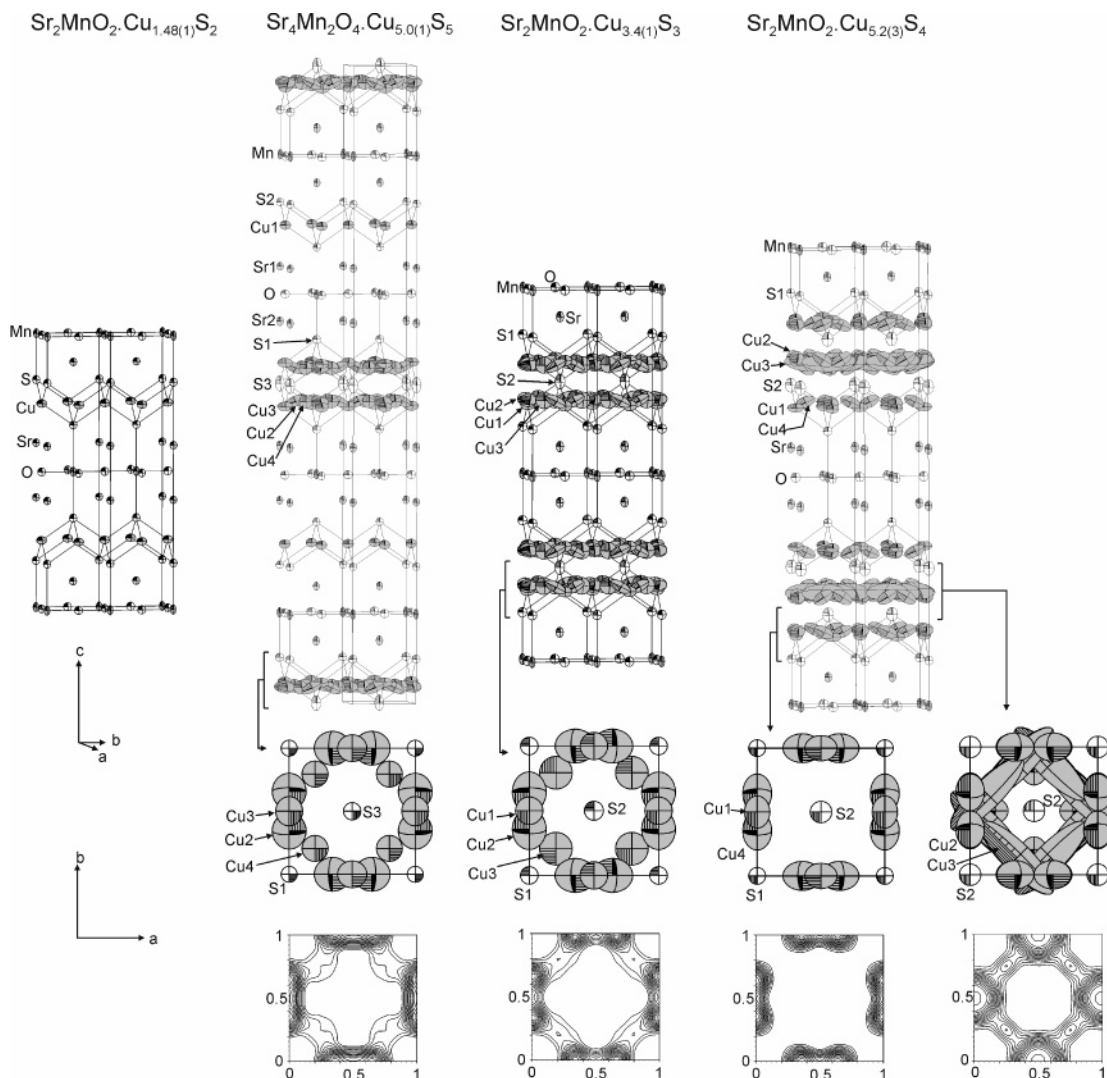 Sr2MnO2.Cu1.48(1)S2
Sr4Mn2O4.Cu5.0(1)S5
Sr2MnO2.Cu3.4(1)S3
Sr2MnO2.Cu5.2(3)S4
Mn
S
Cu
Sr
O
c
b
a
Mn
S2
Cu1
Sr1
O
Sr2
S1
S3
Cu3
Cu2
Cu4
O
Mn
Sr
S1
S2
Cu2
Cu1
Cu3
Mn
S1
Cu2
Cu3
S2
Cu1
Cu4
Sr
O
Cu3
Cu2
Cu4
S1
S3
Cu1
Cu2
Cu3
S1
S2
Cu1
Cu4
S1
S2
Cu2
Cu3
S2
S2
b
a
1
0.5
0
0 0.5 1
1
0.5
0
0 0.5 1
1
0.5
0
0 0.5 1
1
0.5
0
0 0.5 1